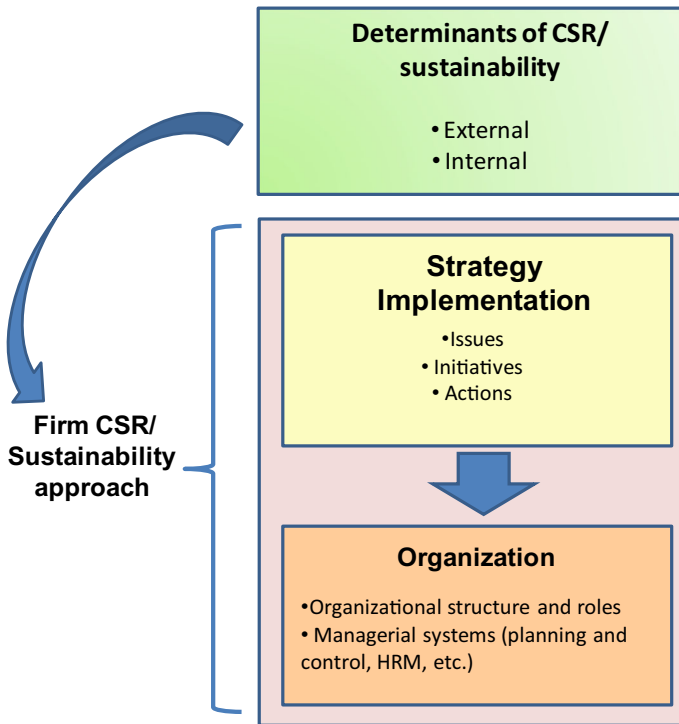 Determinants of CSR/
sustainability
• External
• Internal
Strategy
Implementation
•Issues
• Initiatives
• Actions
Firm CSR/
Sustainability
approach
Organization
•Organizational structure and roles
• Managerial systems (planning and
control, HRM, etc.)